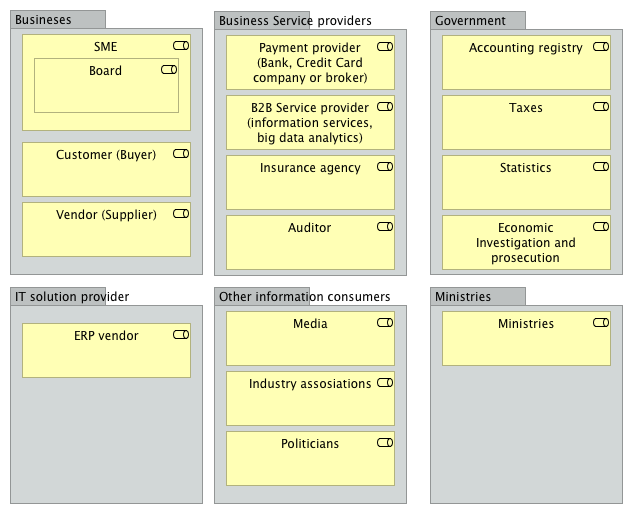 Busineses
SME
Board
Customer (Buyer)
Vendor (Supplier)
Business Service providers
Payment provider
(Bank, Credit Card
company or broker)
B2B Service provider
(information services,
big data analytics)
Insurance agency
Auditor
Government
Accounting registry
Taxes
Statistics
Economic
Investigation and
prosecution
IT solution provider
ERP vendor
Other information consumers
Media
Industry assosiations
Politicians
Ministries
Ministries